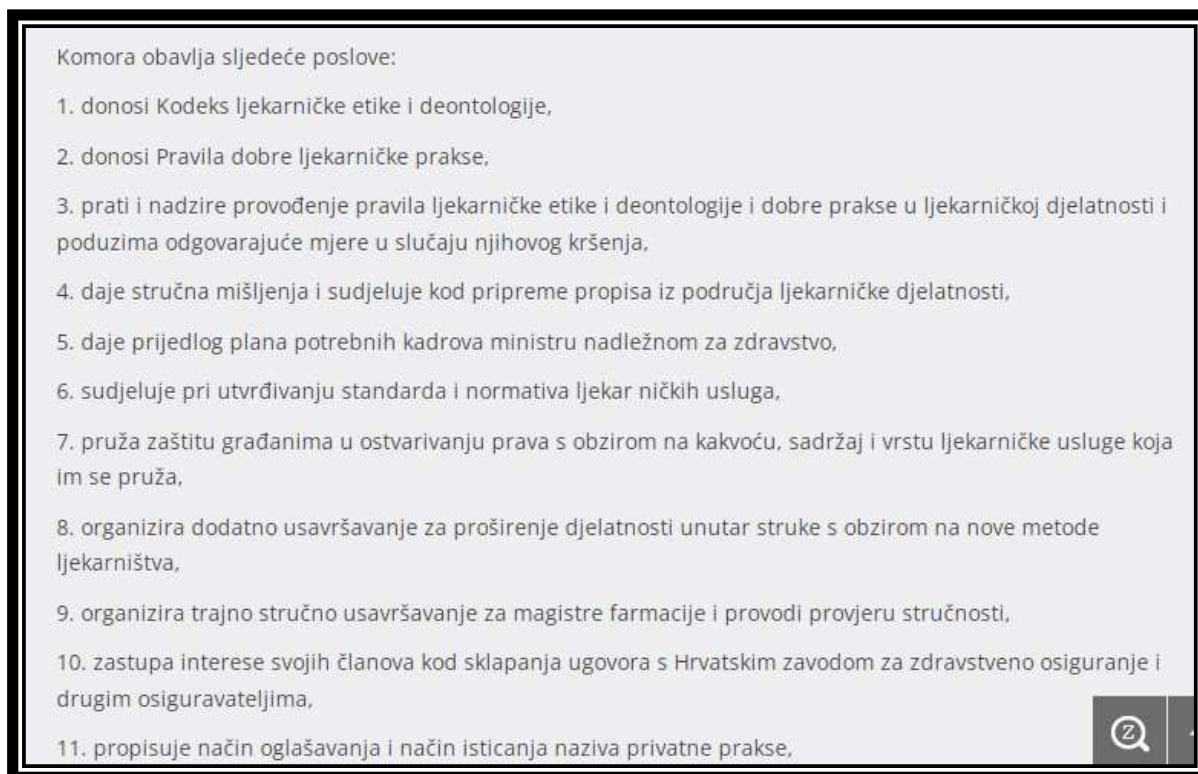 Komora obavlja sljedeće poslove:
1. donosi Kodeks ljekarničke etike i deontologije,
2. donosi Pravila dobre ljekarničke prakse,
3. prati i nadzire provođenje pravila ljekarničke etike i deontologije i dobre prakse u ljekarničkoj djelatnosti i
poduzima odgovarajuće mjere u slučaju njihovog kršenja,
4. daje stručna mišljenja i sudjeluje kod pripreme propisa iz područja ljekarničke djelatnosti,
5. daje prijedlog plana potrebnih kadrova ministru nadležnom za zdravstvo,
6. sudjeluje pri utvrđivanju standarda i normativa ljekar ničkih usluga,
7. pruža zaštitu građanima u ostvarivanju prava s obzirom na kakvoću, sadržaj i vrstu ljekarničke usluge koja
im se pruža,
8. organizira dodatno usavršavanje za proširenje djelatnosti unutar struke s obzirom na nove metode
ljekarništva,
9. organizira trajno stručno usavršavanje za magistre farmacije i provodi provjeru stručnosti,
10. zastupa interese svojih članova kod sklapanja ugovora s Hrvatskim zavodom za zdravstveno osiguranje i
drugim osiguravateljima,
11. propisuje način oglašavanja i način isticanja naziva privatne prakse,
Z